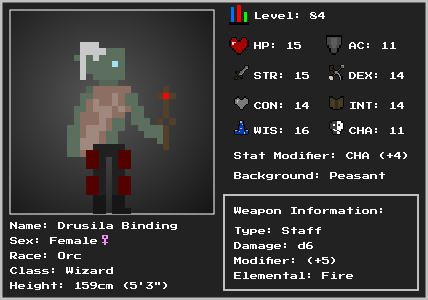 Level: 84
HP: 15
AC: 11
STR: 15
DEX: 14
CON: 14
INT: 14
WIS: 16
CHA: 11
Stat Modifier: CHA (+4)
Background: Peasant
Name: Drusila Binding
Sex: Female♀
Race: Orc
Class: Wizard
Height: 159cm (5'3")
Weapon Information:
Type: Staff
Damage: d6
Modifier: (+5)
Elemental: Fire